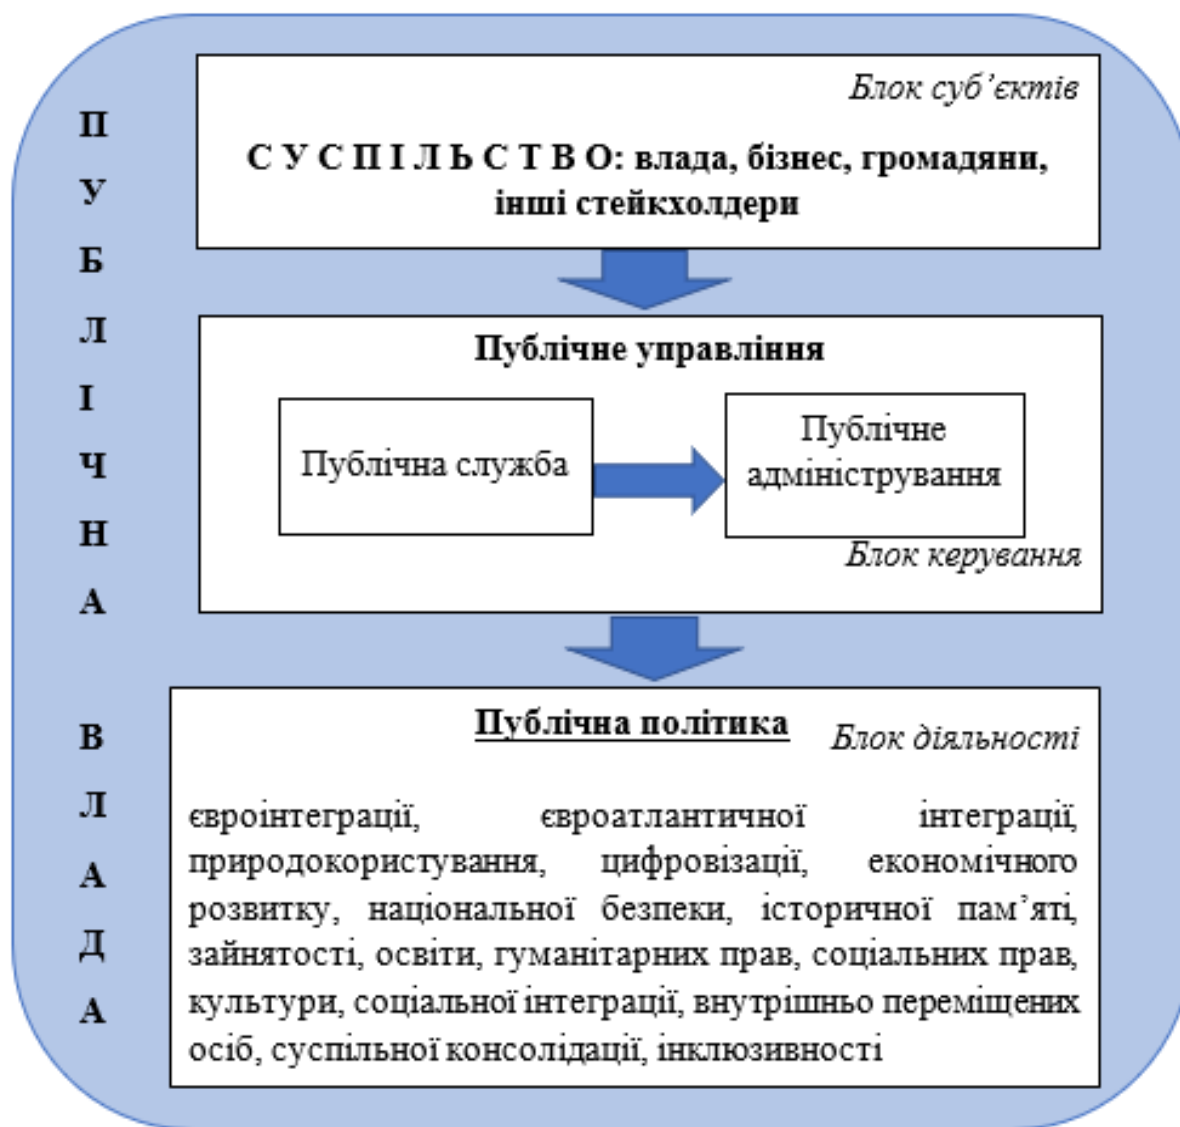 ПУБЛІЧНА ВЛАДА
Блок суб’єктів
С У С П І Л Ь С Т В О: влада, бізнес, громадяни,
інші стейкхолдери
Публічне управління
Публічна служба
Публічне
адміністрування
Блок керування
Публічна політика
Блок діяльності
євроінтеграції, євроатлантичної інтеграції,
природокористування, цифровізації, економічного
розвитку, національної безпеки, історичної пам’яті,
зайнятості, освіти, гуманітарних прав, соціальних прав,
культури, соціальної інтеграції, внутрішньо переміщених
осіб, суспільної консолідації, інклюзивності